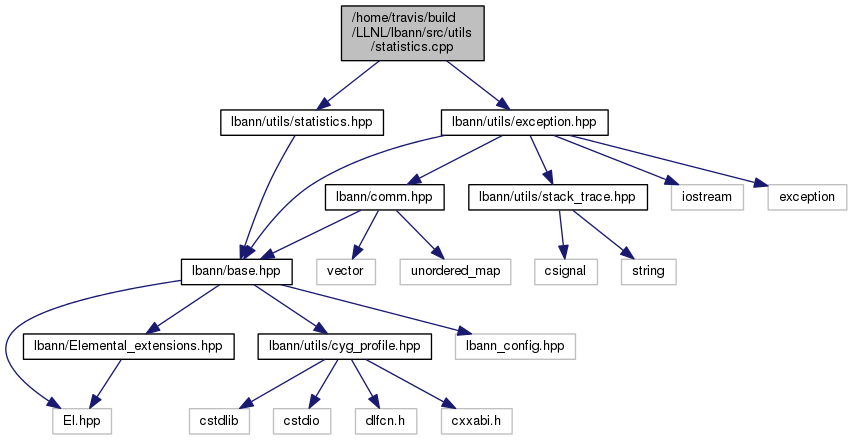 /home/travis/build
/LLNL/lbann/src/utils
/statistics.cpp
lbann/utils/statistics.hpp
lbann/utils/exception.hpp
lbann/comm.hpp
lbann/utils/stack_trace.hpp
iostream
exception
lbann/base.hpp
vector
unordered_map
csignal
string
lbann/Elemental_extensions.hpp
lbann/utils/cyg_profile.hpp
lbann_config.hpp
El.hpp
cstdlib
cstdio
dlfcn.h
cxxabi.h